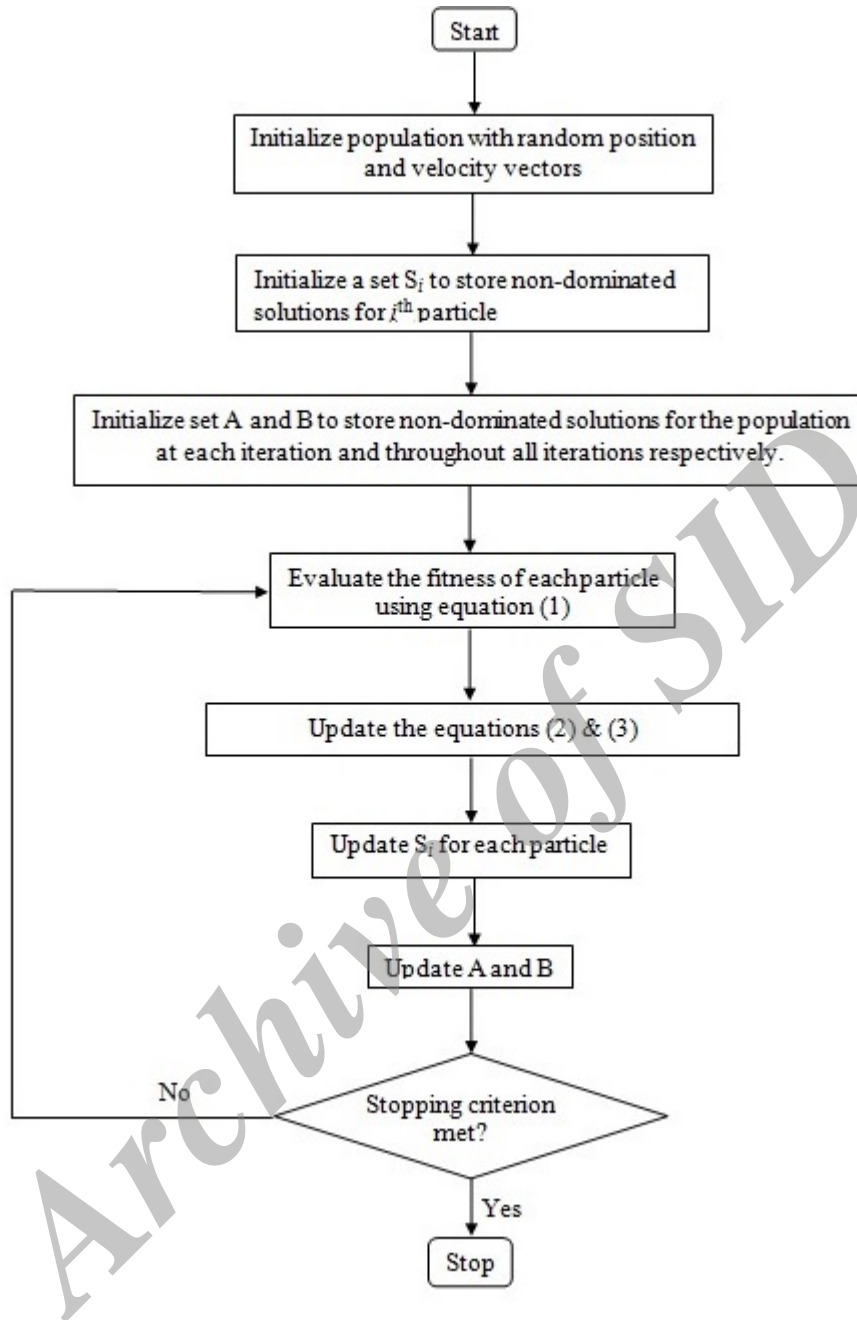 Start
Initialize population with random position
and velocity vectors
Initialize a set Si to store non-dominated
solutions for ith particle
Initialize set A and B to store non-dominated solutions for the population
at each iteration and throughout all iterations respectively.
Evaluate the fitness of each particle
using equation (1)
Update the equations (2) & (3)
Update Si for each particle
Update A and B
Stopping criterion
met?
No
Yes
Stop
Archive of SID